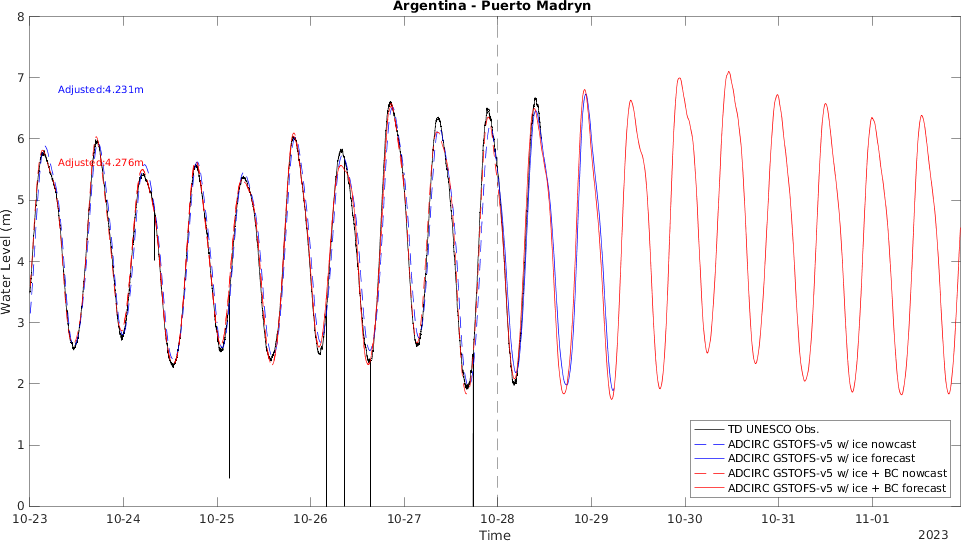 Argentina - Puerto Madryn
8
7
6
5
4
3
2
1
0
Water Level (m)
Adjusted:4.231m
Adjusted:4.276m
TD UNESCO Obs.
ADCIRC GSTOFS-v5 w/ ice nowcast
ADCIRC GSTOFS-v5 w/ ice forecast
ADCIRC GSTOFS-v5 w/ ice + BC nowcast
ADCIRC GSTOFS-v5 w/ ice + BC forecast
10-23 10-24 10-25 10-26 10-27 10-28 10-29 10-30 10-31 11-01
Time
2023